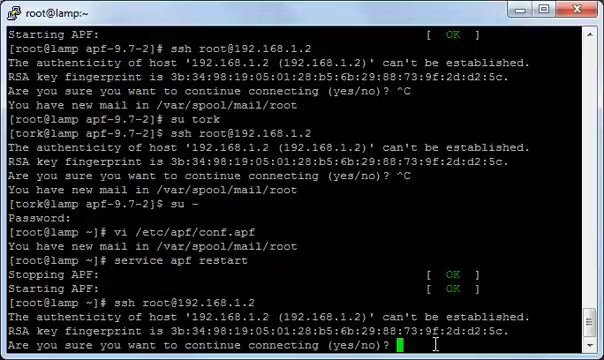 root@lamp:~
Starting APF: [ OK ]
[root@lamp apf-9.7-2]# ssh root@192.168.1.2
The authenticity of host '192.168.1.2 (192.168.1.2)' can't be established.
RSA key fingerprint is 3b:34:98:19:05:01:28:b5:6b:29:88:73:9f:2d:d2:5c.
Are you sure you want to continue connecting (yes/no)? ^C
You have new mail in /var/spool/mail/root
[root@lamp apf-9.7-2]# su tork
[tork@lamp apf-9.7-2]$ ssh root@192.168.1.2
The authenticity of host '192.168.1.2 (192.168.1.2)' can't be established.
RSA key fingerprint is 3b:34:98:19:05:01:28:b5:6b:29:88:73:9f:2d:d2:5c.
Are you sure you want to continue connecting (yes/no)? ^C
You have new mail in /var/spool/mail/root
[tork@lamp apf-9.7-2]$ su -
Password:
[root@lamp ~]# vi /etc/apf/conf.apf
You have new mail in /var/spool/mail/root
[root@lamp ~]# service apf restart
Stopping APF: [ OK ]
Starting APF: [ OK ]
[root@lamp ~]# ssh root@192.168.1.2
The authenticity of host '192.168.1.2 (192.168.1.2)' can't be established.
RSA key fingerprint is 3b:34:98:19:05:01:28:b5:6b:29:88:73:9f:2d:d2:5c.
Are you sure you want to continue connecting (yes/no)?